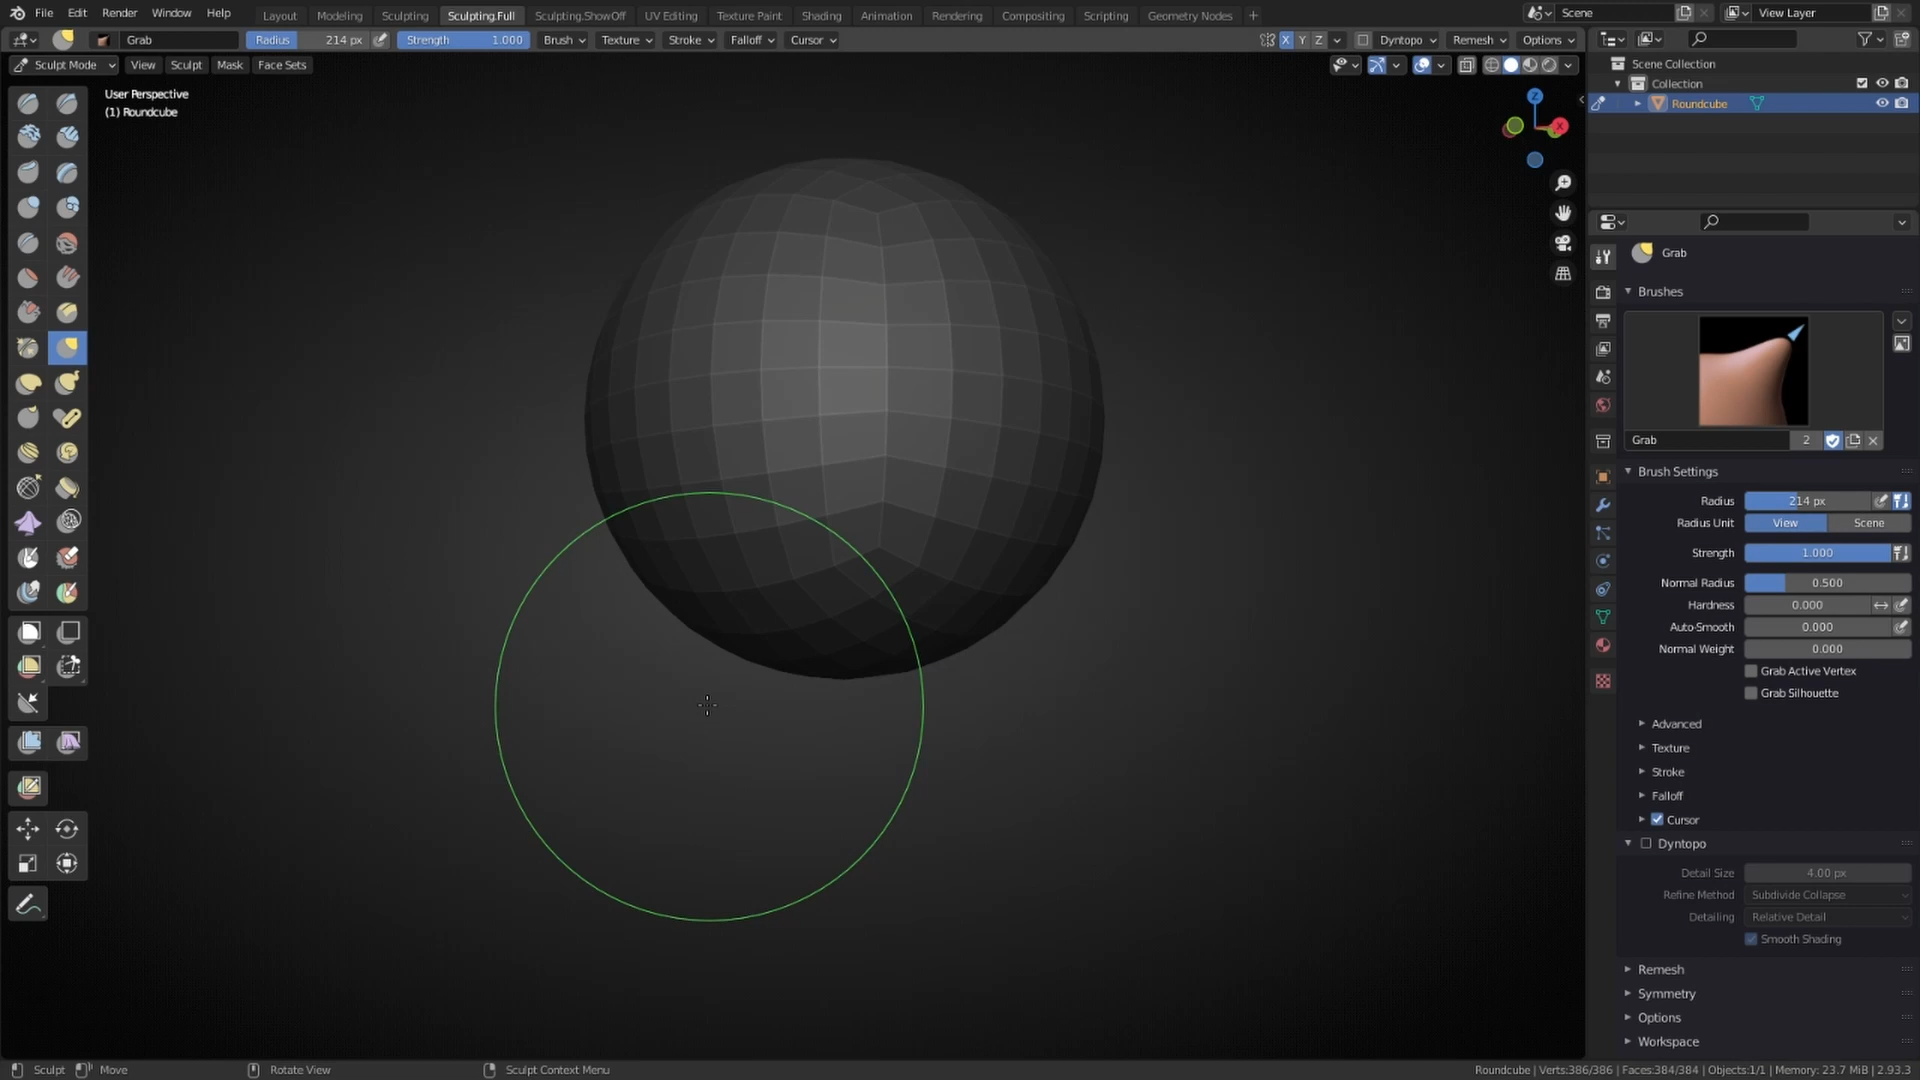 File Edit Render Window Help Layout Modeling Sculpting Sculpting.Full Sculpting.ShowOff UV Editing Texture Paint Shading Animation Rendering Compositing Scripting Geometry Nodes + Scene View Layer
Grab Radius 214 px Strength 1.000 Brush Texture Stroke Falloff Cursor X Y Z Dyntopo Remesh Options
Sculpt Mode View Sculpt Mask Face Sets
Scene Collection
Collection
Roundcube
User Perspective
(1) Roundcube
Z
X
Grab
Brushes
Grab 2
Brush Settings
Radius 214 px
Radius Unit View Scene
Strength 1.000
Normal Radius 0.500
Hardness 0.000
Auto-Smooth 0.000
Normal Weight 0.000
Grab Active Vertex
Grab Silhouette
Advanced
Texture
Stroke
Falloff
Cursor
Dyntopo
Detail Size 4.00 px
Refine Method Subdivide Collapse
Detailing Relative Detail
Smooth Shading
Remesh
Symmetry
Options
Workspace
Sculpt Move Rotate View Sculpt Context Menu Roundcube | Verts:386/386 | Faces:384/384 | Objects:1/1 | Memory: 23.7 MiB | 2.93.3